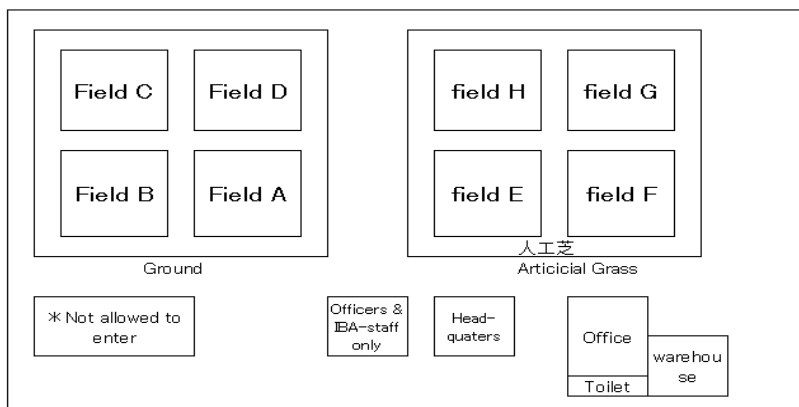 Field C
Field D
field H
field G
Field B
Field A
field E
field F
人工芝
Ground
Articicial Grass
＊Not allowed to
enter
Officers &
IBA-staff
only
Head-
quaters
Office
warehou
se
Toilet